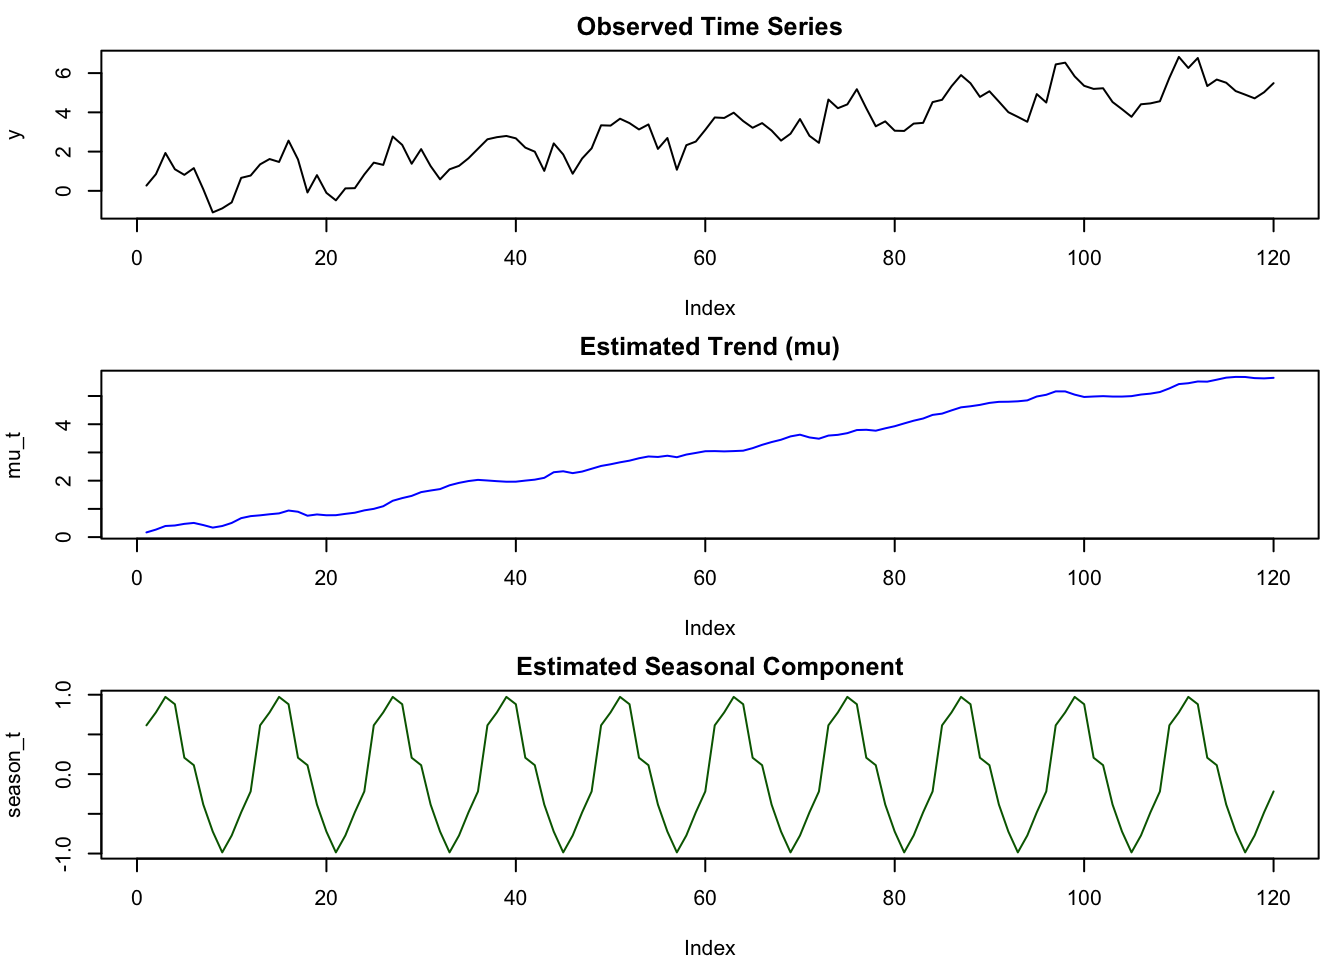 Observed Time Series
y
0 2 4 6
0 20 40 60 80 100 120
Index
Estimated Trend (mu)
mu_t
0 2 4
0 20 40 60 80 100 120
Index
Estimated Seasonal Component
season_t
-1.0 0.0 1.0
0 20 40 60 80 100 120
Index